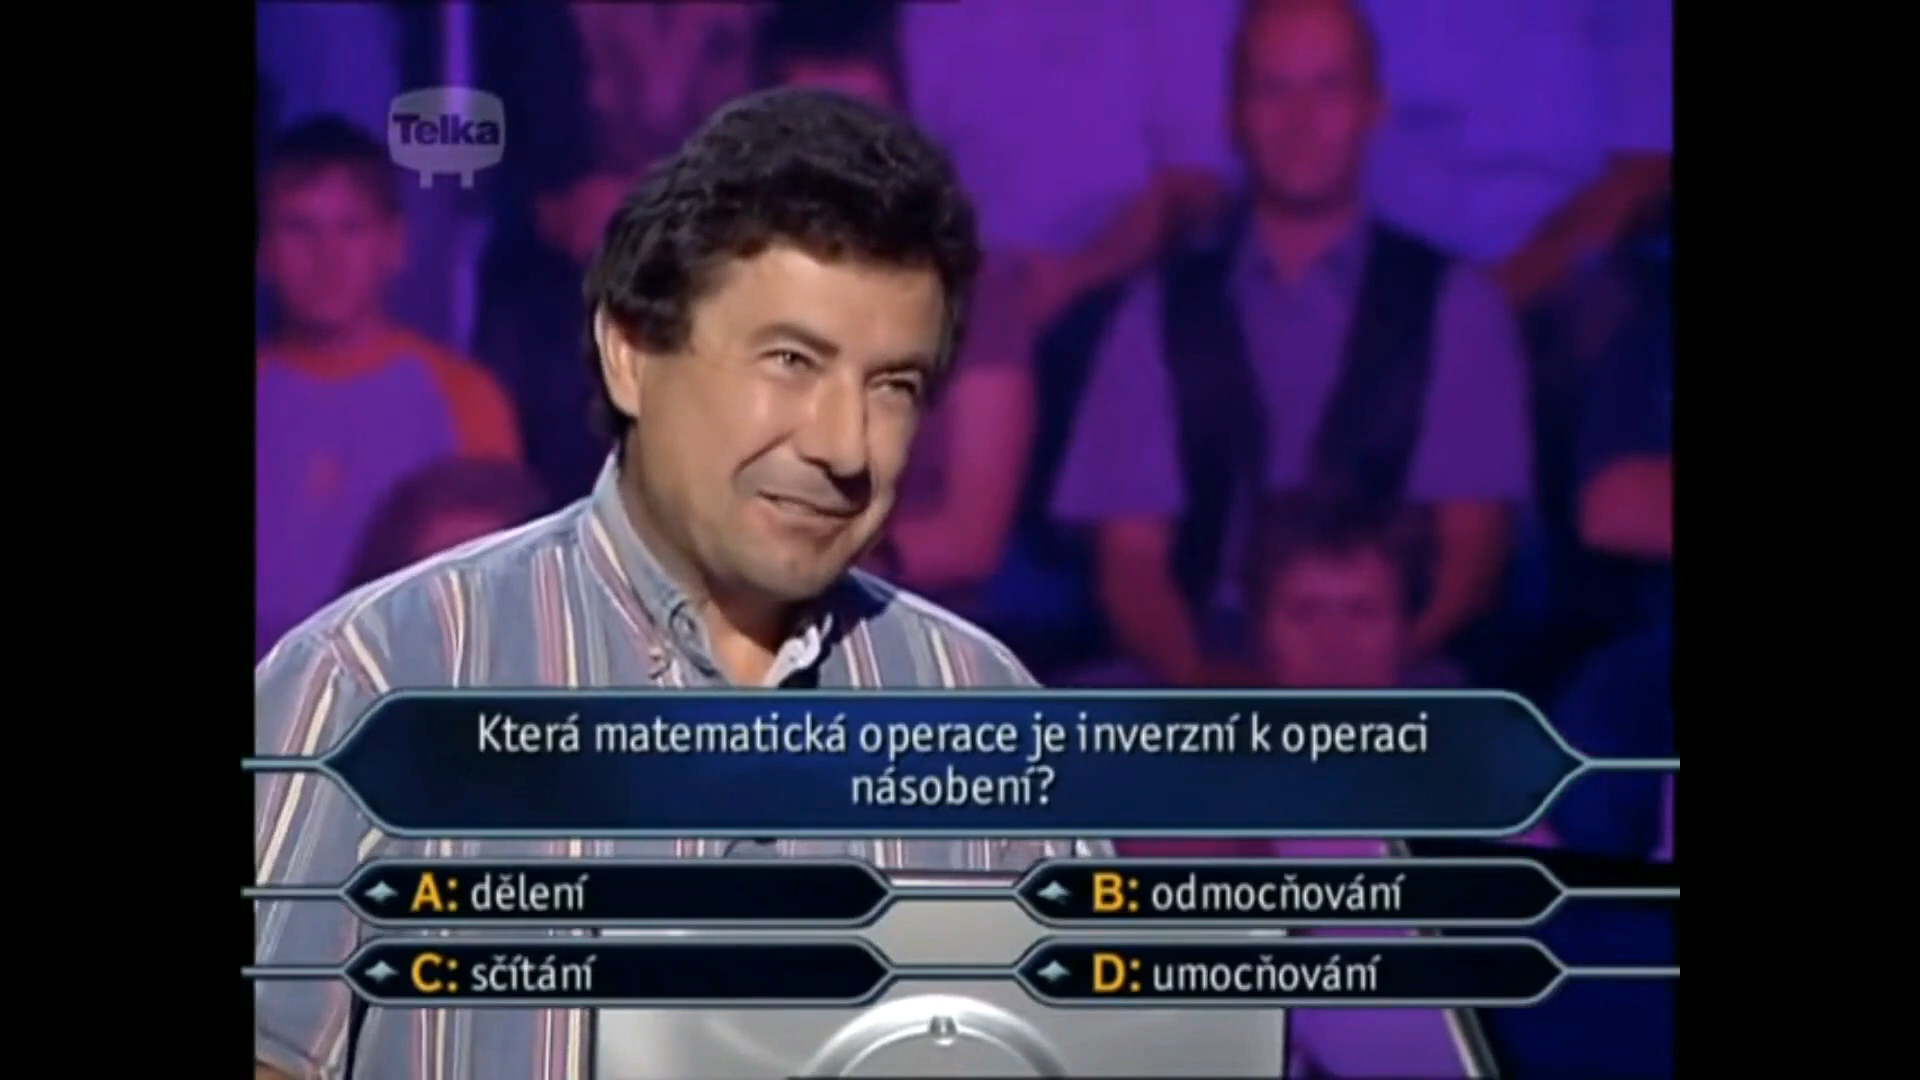 Telka
Která matematická operace je inverzní k operaci
násobení?
A: dělení
B: odmocňování
C: sčítání
D: umocňování